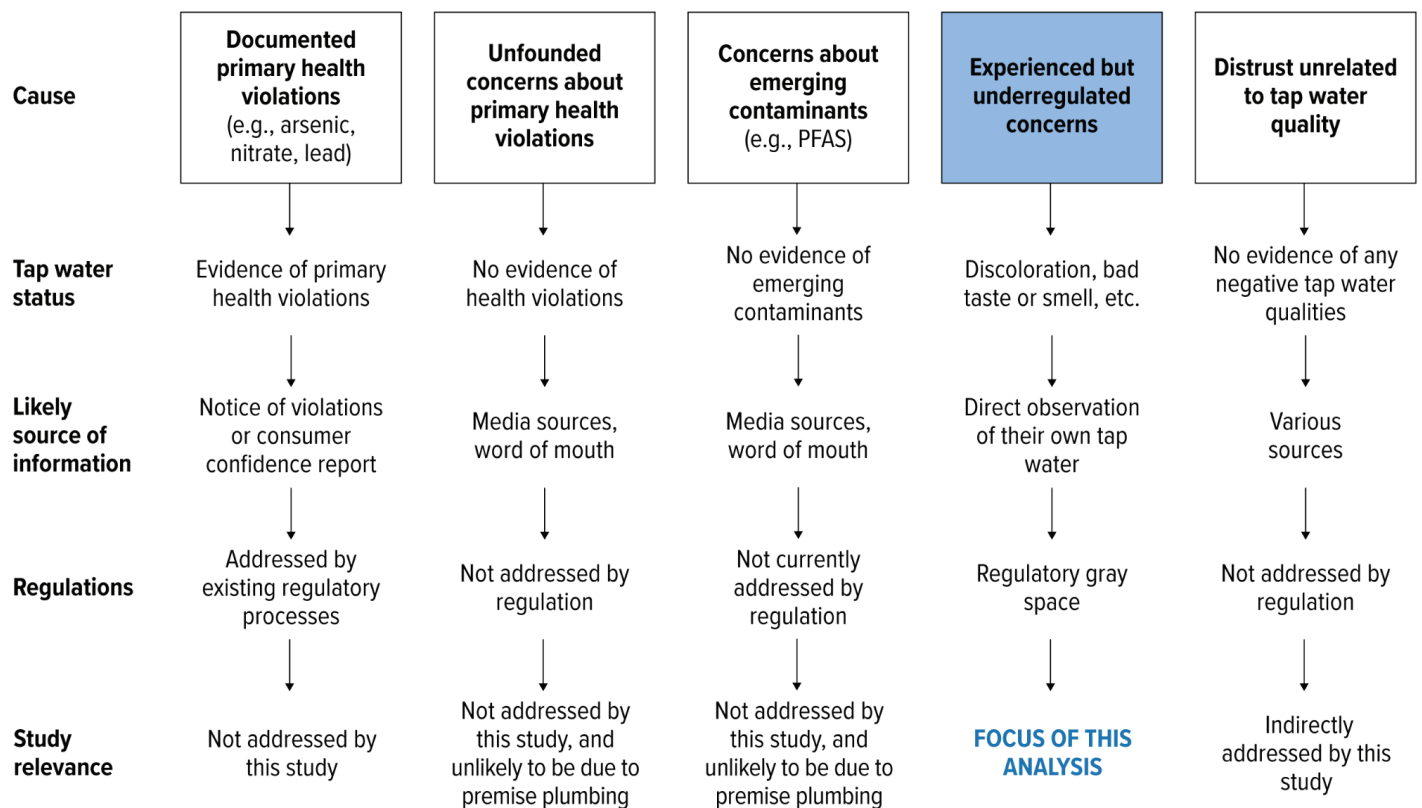 Cause
Documented
primary health
violations
(e.g., arsenic,
nitrate, lead)
Unfounded
concerns about
primary health
violations
Concerns about
emerging
contaminants
(e.g., PFAS)
Experienced but
underregulated
concerns
Distrust unrelated
to tap water
quality
Tap water
status
Evidence of primary
health violations
No evidence of
health violations
No evidence of
emerging
contaminants
Discoloration, bad
taste or smell, etc.
No evidence of any
negative tap water
qualities
Likely
source of
information
Notice of violations
or consumer
confidence report
Media sources,
word of mouth
Media sources,
word of mouth
Direct observation
of their own tap
water
Various
sources
Regulations
Addressed by
existing regulatory
processes
Not addressed by
regulation
Not currently
addressed by
regulation
Regulatory gray
space
Not addressed by
regulation
Study
relevance
Not addressed by
this study
Not addressed by
this study, and
unlikely to be due to
premise plumbing
Not addressed by
this study, and
unlikely to be due to
premise plumbing
FOCUS OF THIS
ANALYSIS
Indirectly
addressed by this
study